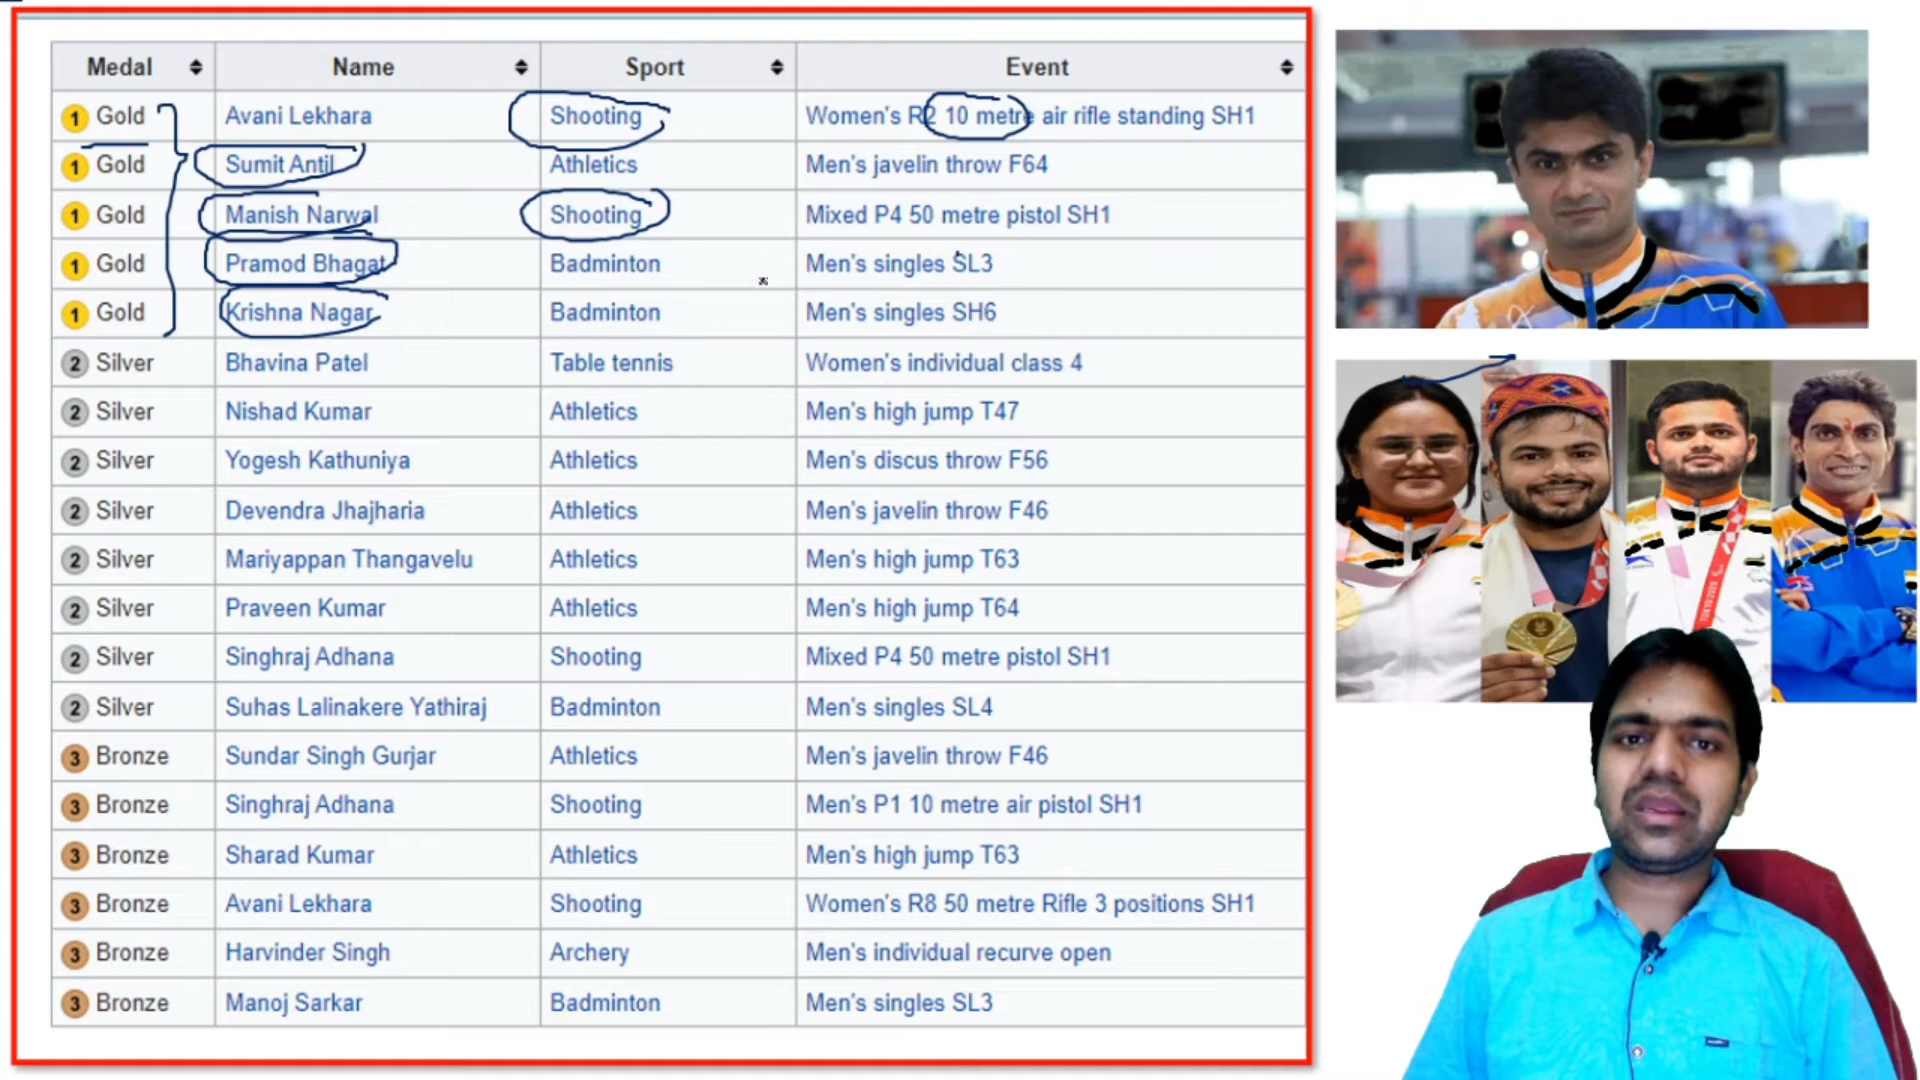 Medal Name Sport Event
1 Gold Avani Lekhara Shooting Women's R2 10 metre air rifle standing SH1
1 Gold Sumit Antil Athletics Men's javelin throw F64
1 Gold Manish Narwal Shooting Mixed P4 50 metre pistol SH1
1 Gold Pramod Bhagat Badminton Men's singles SL3
1 Gold Krishna Nagar Badminton Men's singles SH6
2 Silver Bhavina Patel Table tennis Women's individual class 4
2 Silver Nishad Kumar Athletics Men's high jump T47
2 Silver Yogesh Kathuniya Athletics Men's discus throw F56
2 Silver Devendra Jhajharia Athletics Men's javelin throw F46
2 Silver Mariyappan Thangavelu Athletics Men's high jump T63
2 Silver Praveen Kumar Athletics Men's high jump T64
2 Silver Singhraj Adhana Shooting Mixed P4 50 metre pistol SH1
2 Silver Suhas Lalinakere Yathiraj Badminton Men's singles SL4
3 Bronze Sundar Singh Gurjar Athletics Men's javelin throw F46
3 Bronze Singhraj Adhana Shooting Men's P1 10 metre air pistol SH1
3 Bronze Sharad Kumar Athletics Men's high jump T63
3 Bronze Avani Lekhara Shooting Women's R8 50 metre Rifle 3 positions SH1
3 Bronze Harvinder Singh Archery Men's individual recurve open
3 Bronze Manoj Sarkar Badminton Men's singles SL3